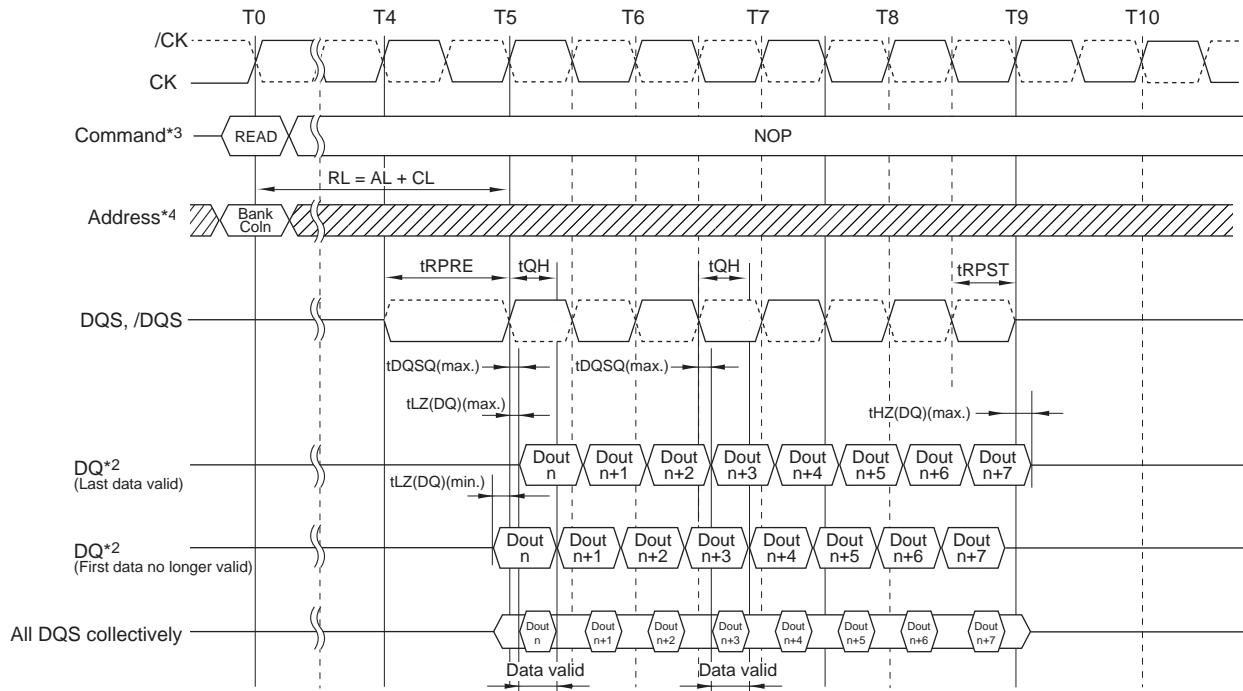 T0 T4 T5 T6 T7 T8 T9 T10
/CK
CK
Command*3 READ NOP
RL = AL + CL
Address*4 Bank
Coln
tRPRE tQH tQH tRPST
DQS, /DQS
tDQSQ(max.) tDQSQ(max.)
tLZ(DQ)(max.) tHZ(DQ)(max.)
DQ*2
(Last data valid)
Dout
n
Dout
n+1
Dout
n+2
Dout
n+3
Dout
n+4
Dout
n+5
Dout
n+6
Dout
n+7
tLZ(DQ)(min.)
DQ*2
(First data no longer valid)
Dout
n
Dout
n+1
Dout
n+2
Dout
n+3
Dout
n+4
Dout
n+5
Dout
n+6
Dout
n+7
All DQS collectively
Dout
n
Dout
n+1
Dout
n+2
Dout
n+3
Dout
n+4
Dout
n+5
Dout
n+6
Dout
n+7
Data valid Data valid